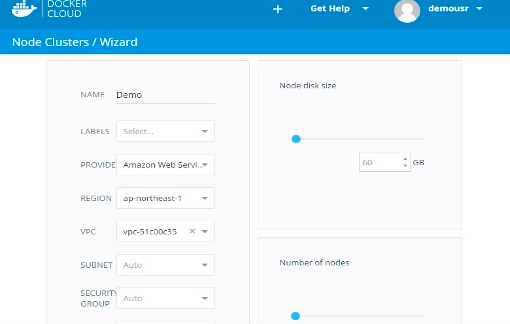 DOCKER
CLOUD
+
Get Help
demousr
Node Clusters / Wizard
NAME
Demo
LABELS
Select...
PROVIDE
Amazon Web Servi...
REGION
ap-northeast-1
VPC
vpc-51c00c35
×
SUBNET
Auto
SECURITY
GROUP
Auto
Node disk size
60
GB
Number of nodes